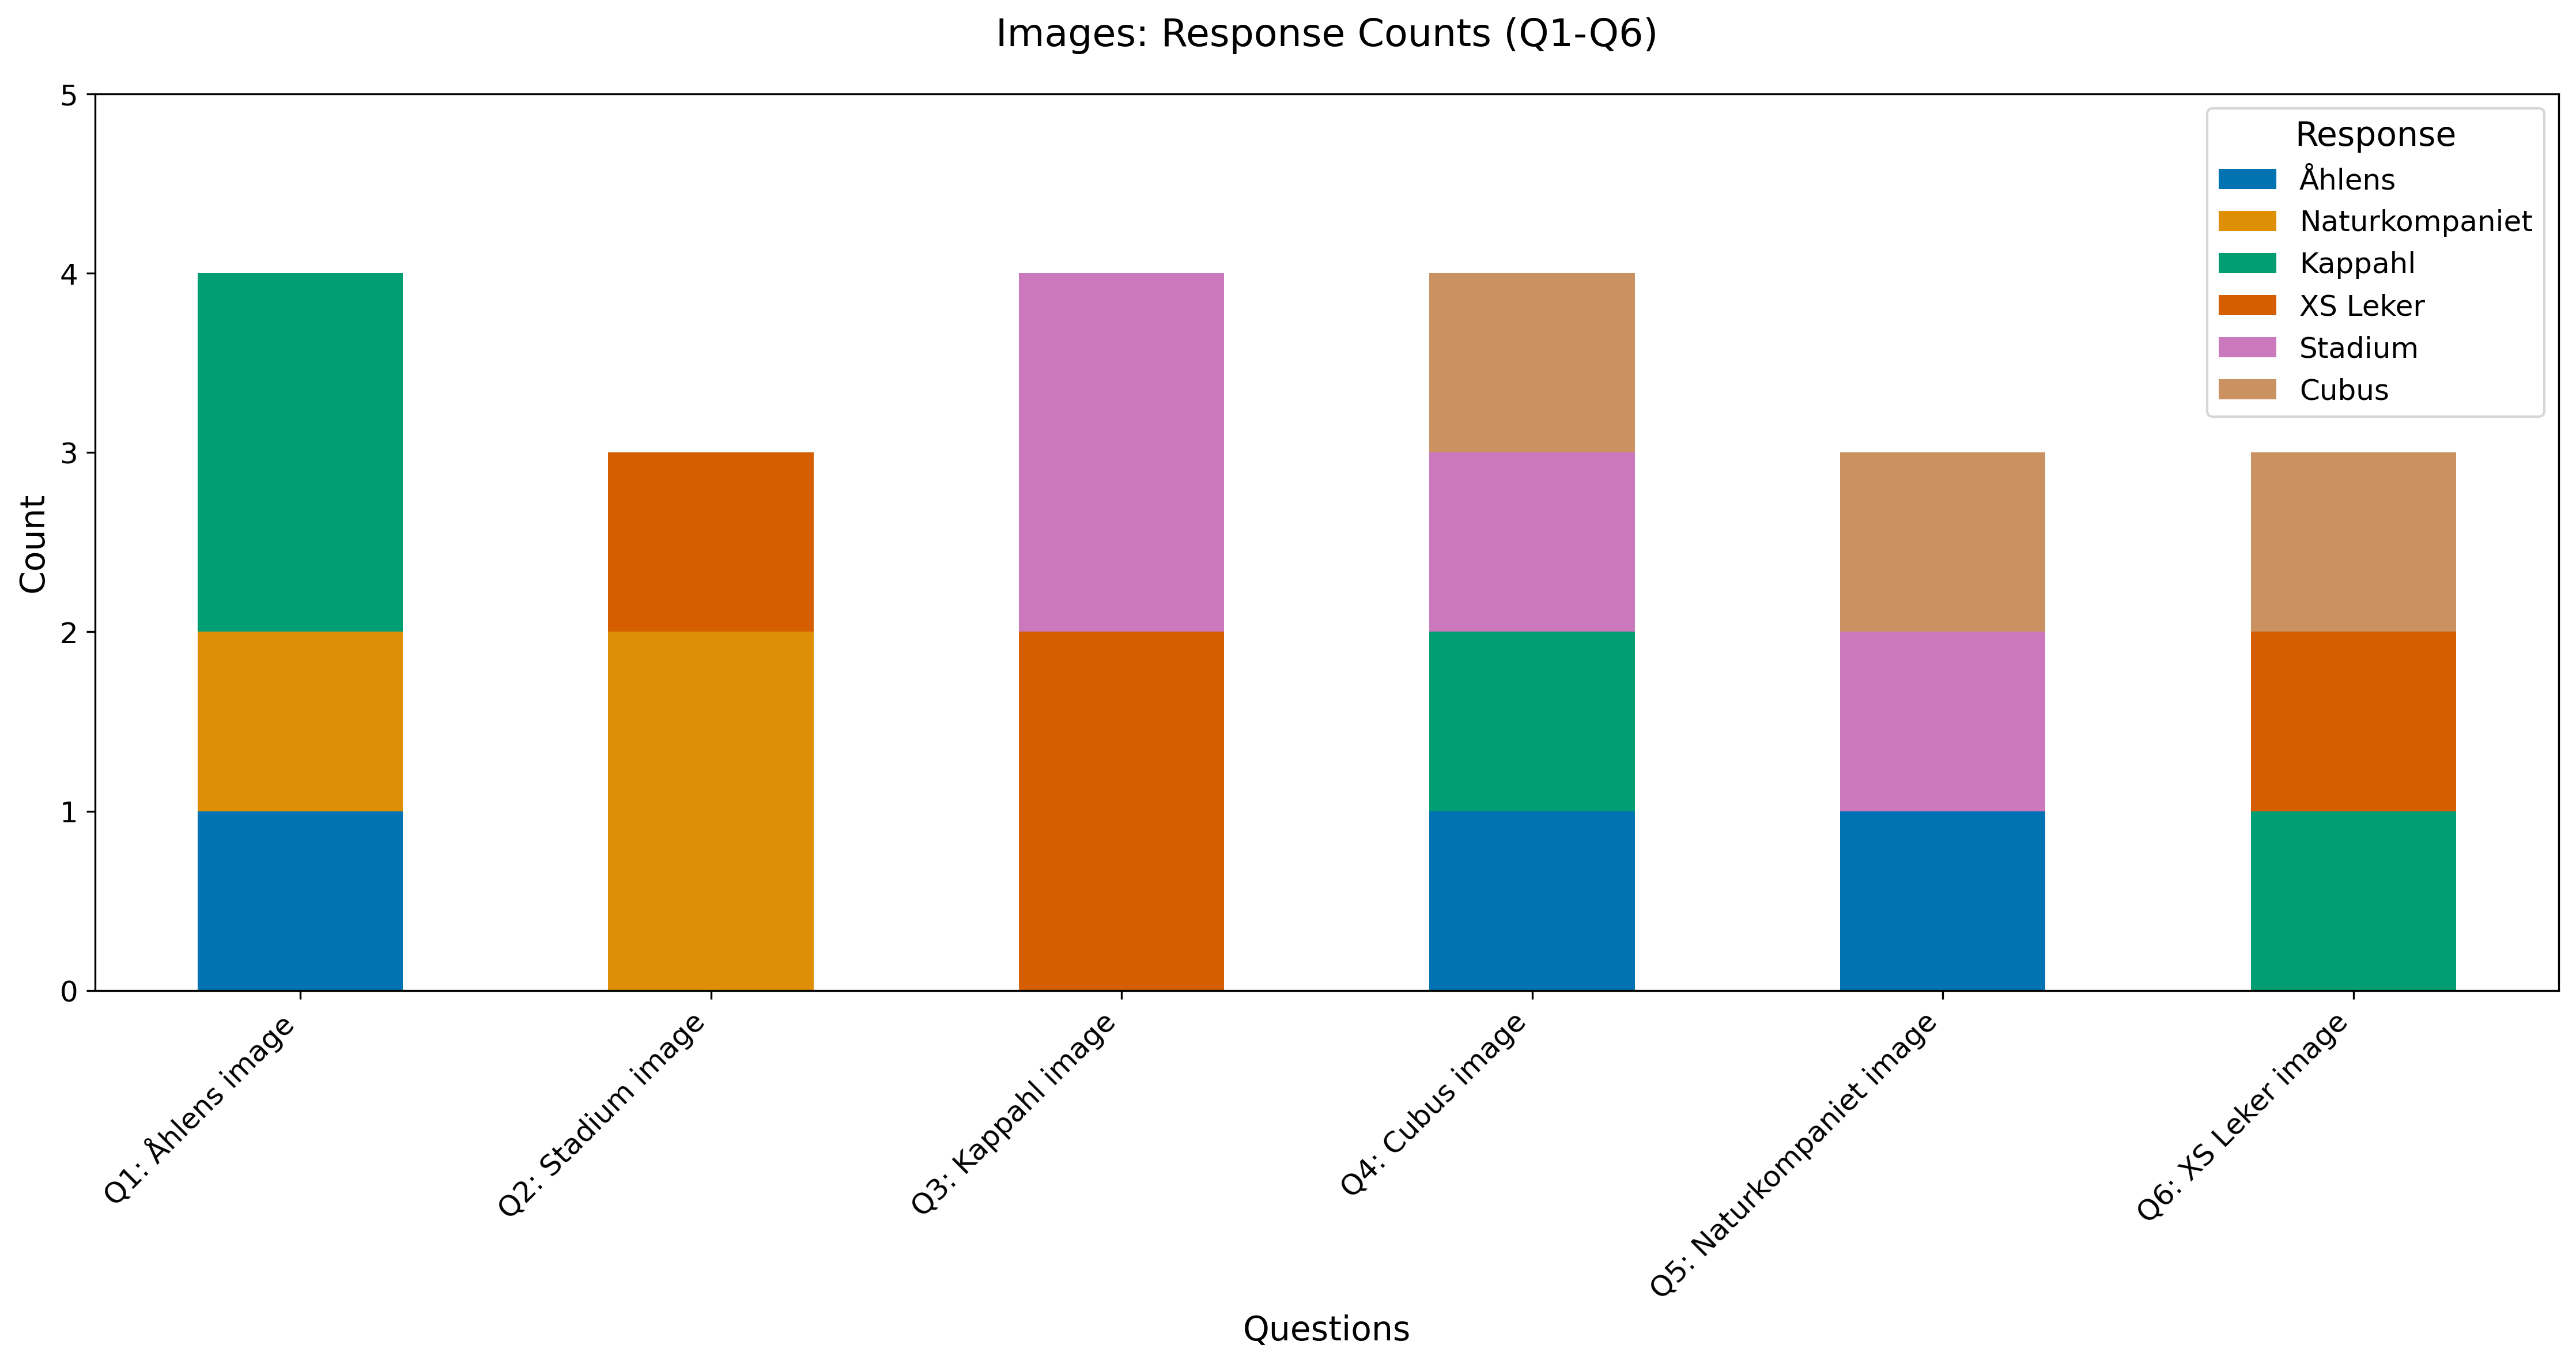 Images: Response Counts (Q1-Q6)
Response
Åhlens
Naturkompaniet
Kappahl
XS Leker
Stadium
Cubus
Count
5
4
3
2
1
0
Q1: Åhlens image
Q2: Stadium image
Q3: Kappahl image
Q4: Cubus image
Q5: Naturkompaniet image
Q6: XS Leker image
Questions